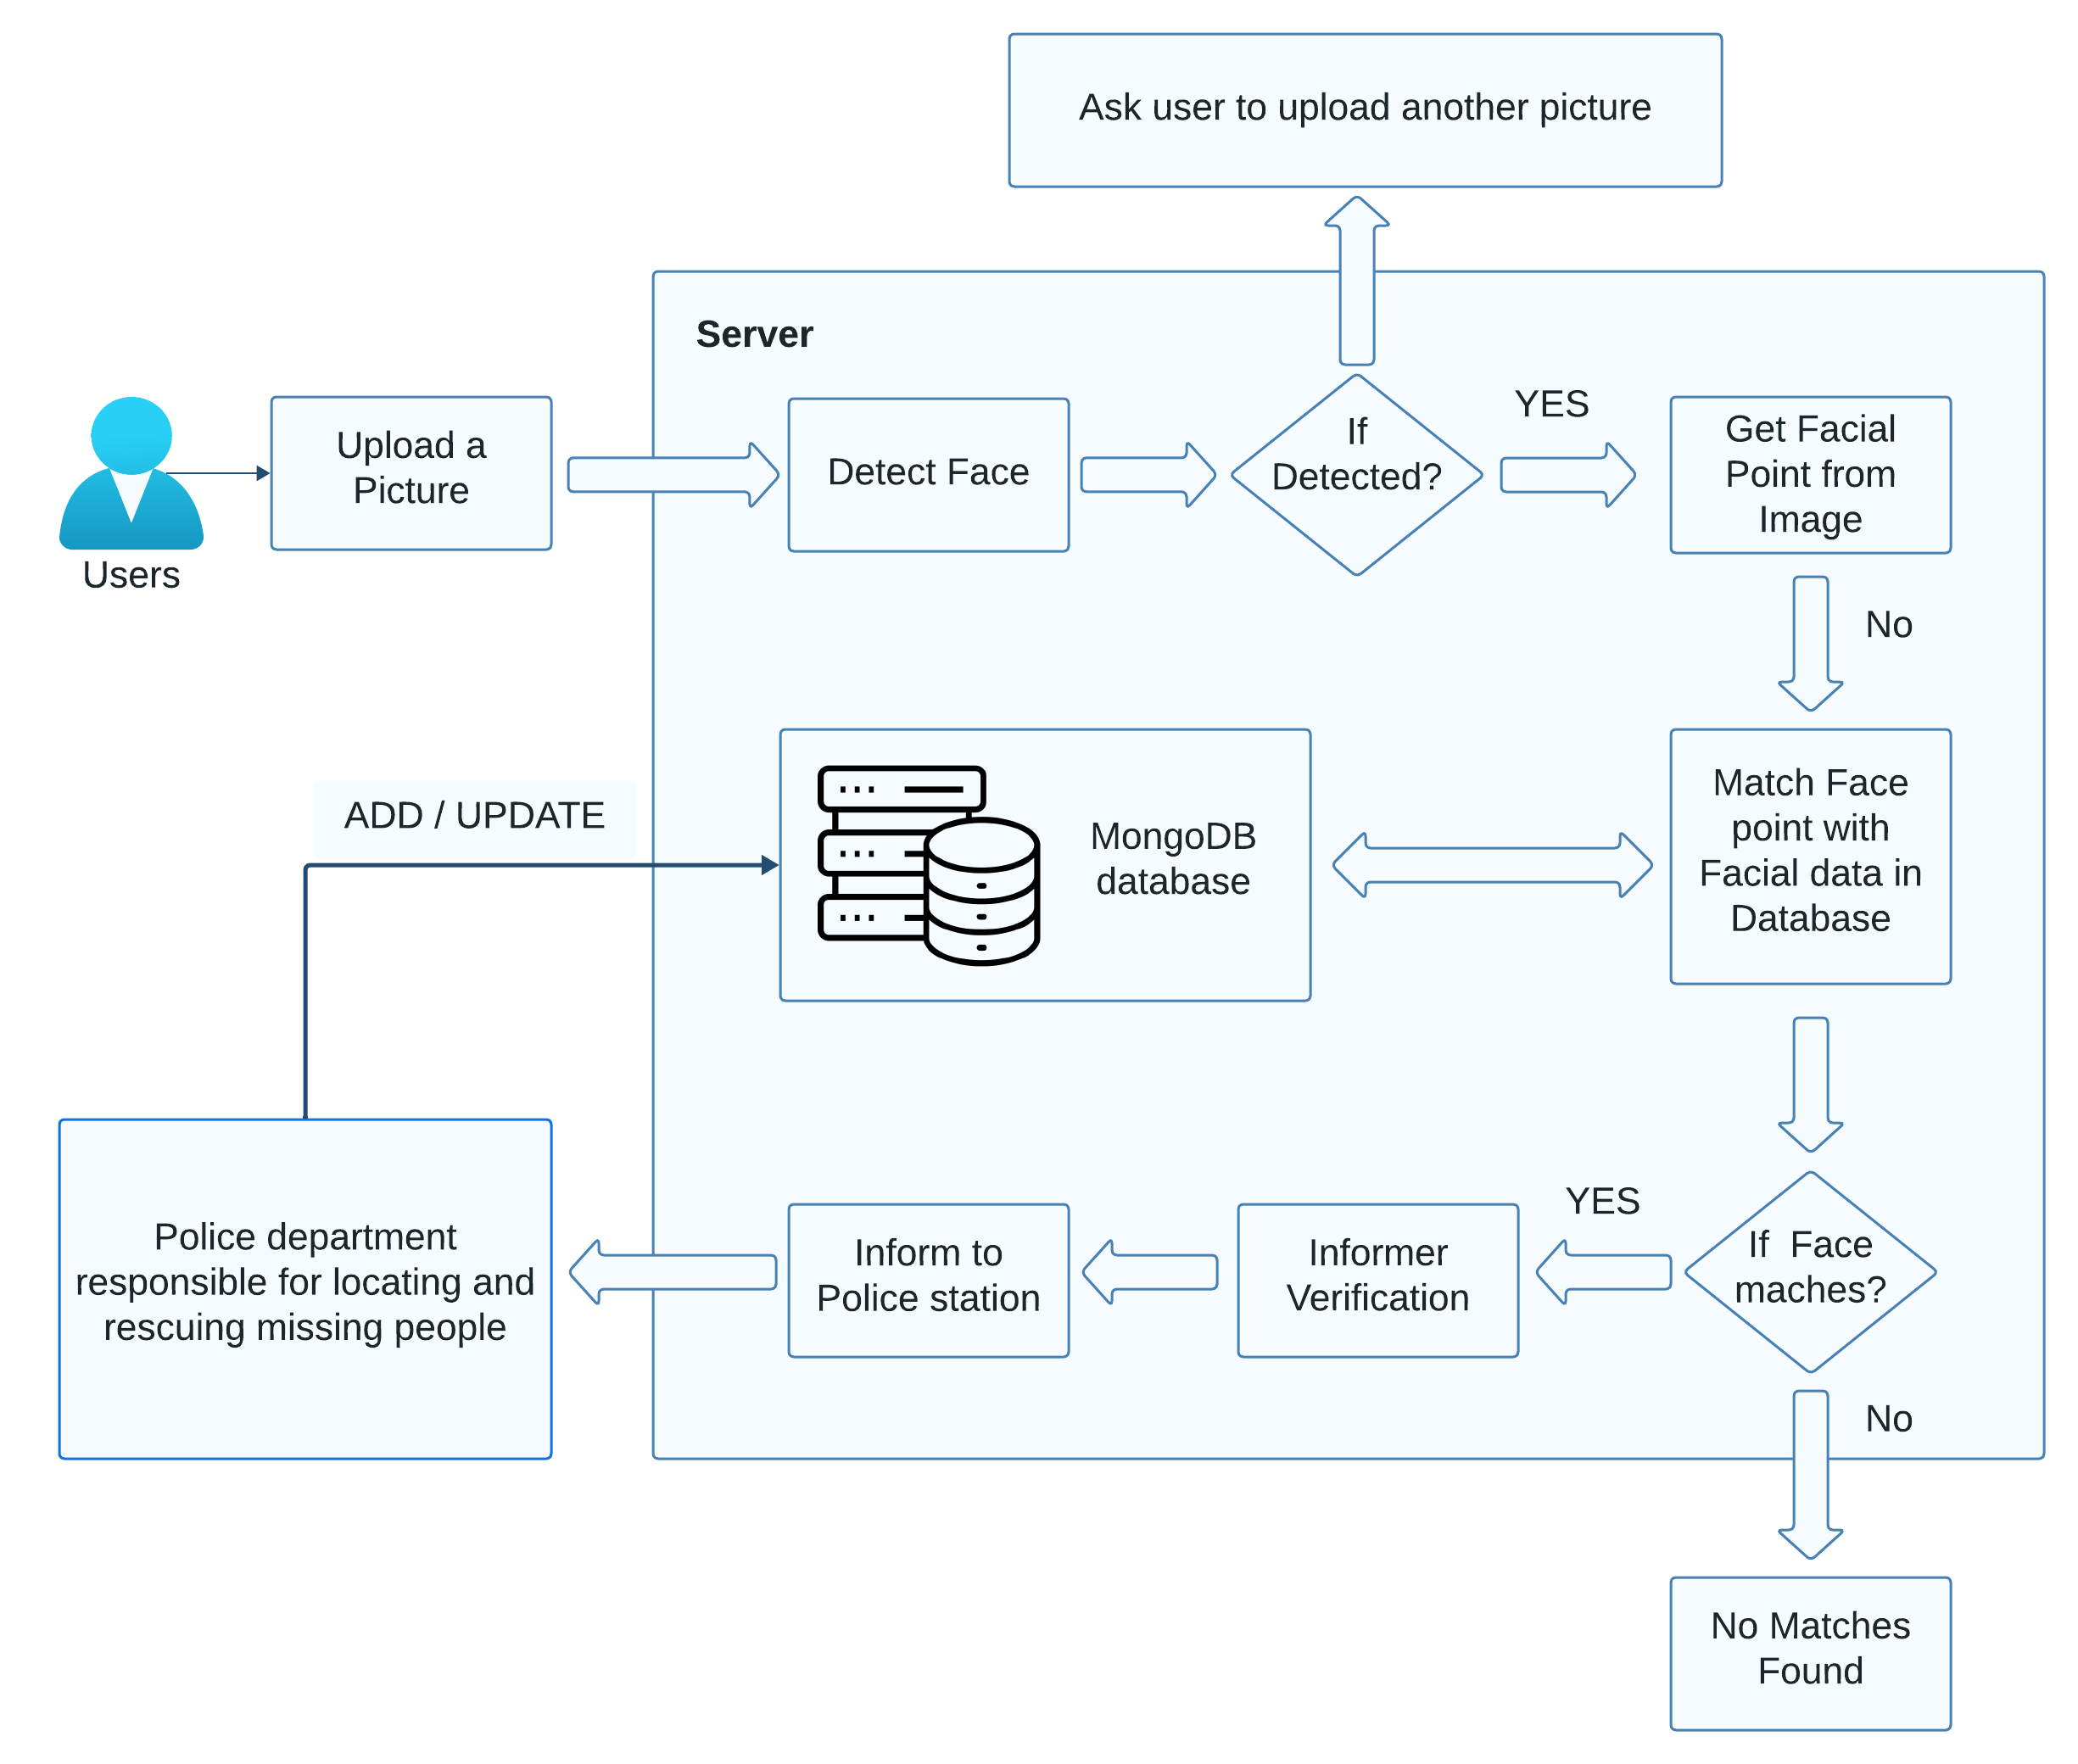 Ask user to upload another picture
Server
Users
Upload a
Picture
Detect Face
If
Detected?
YES
Get Facial
Point from
Image
No
ADD / UPDATE
MongoDB
database
Match Face
point with
Facial data in
Database
Police department
responsible for locating and
rescuing missing people
Inform to
Police station
Informer
Verification
YES
If  Face
maches?
No
No Matches
Found